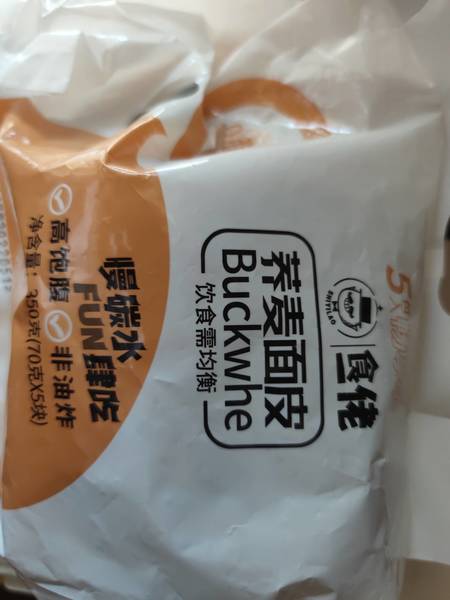 食佬
SHIYILAO
荞麦面皮
Buckwhe
饮食需均衡
慢碳水
FUN肆吃
高饱腹
非油炸
净含量：350克(70克X5块)